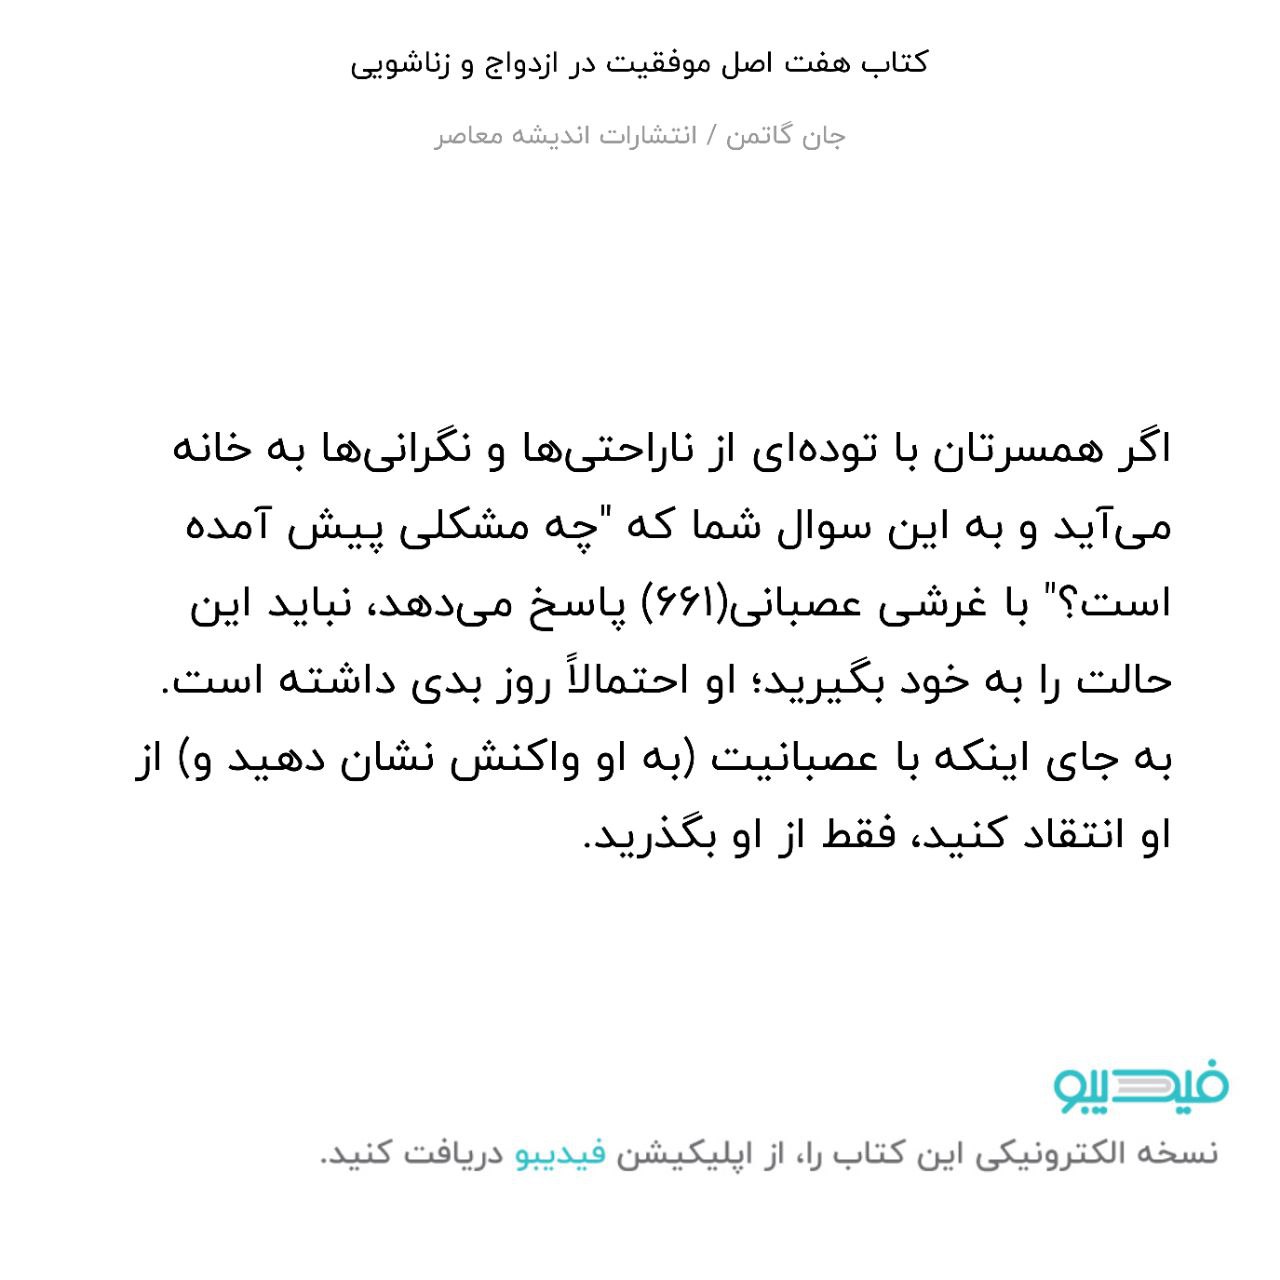 کتاب هفت اصل موفقیت در ازدواج و زناشویی
جان گاتمن / انتشارات اندیشه معاصر
اگر همسرتان با توده‌ای از ناراحتی‌ها و نگرانی‌ها به خانه
می‌آید و به این سوال شما که "چه مشکلی پیش آمده
است؟" با غرشی عصبانی(۶۶۱) پاسخ می‌دهد، نباید این
حالت را به خود بگیرید؛ او احتمالاً روز بدی داشته است.
به جای اینکه با عصبانیت (به او واکنش نشان دهید و) از
او انتقاد کنید، فقط از او بگذرید.
فیدیبو
نسخه الکترونیکی این کتاب را، از اپلیکیشن فیدیبو دریافت کنید.